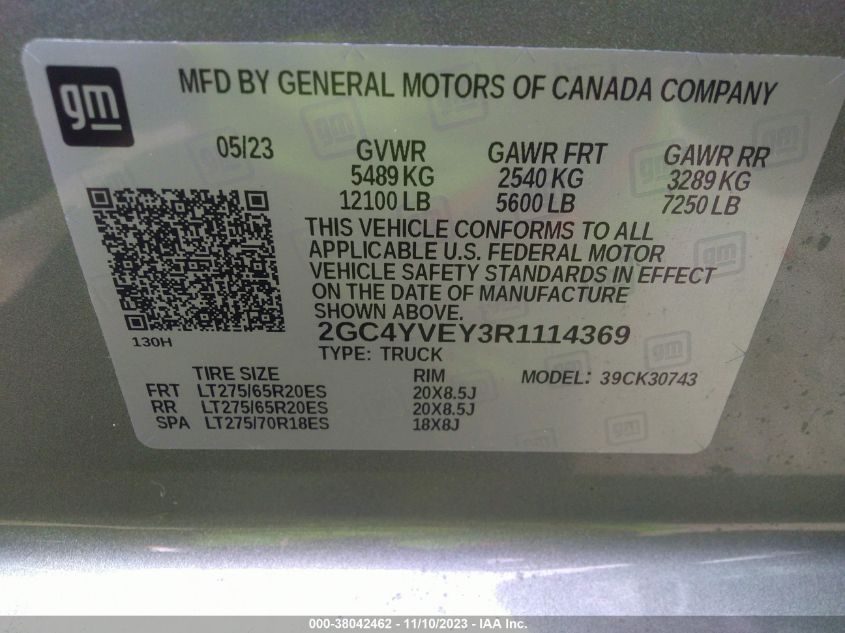 gm
MFD BY GENERAL MOTORS OF CANADA COMPANY
05/23 GVWR GAWR FRT GAWR RR
5489 KG 2540 KG 3289 KG
12100 LB 5600 LB 7250 LB
THIS VEHICLE CONFORMS TO ALL
APPLICABLE U.S. FEDERAL MOTOR
VEHICLE SAFETY STANDARDS IN EFFECT
ON THE DATE OF MANUFACTURE
SHOWN ABOVE.
130H
2GC4YVEY3R1114369
TYPE: TRUCK
TIRE SIZE RIM MODEL: 39CK30743
FRT LT275/65R20ES 20X8.5J
RR LT275/65R20ES 20X8.5J
SPA LT275/70R18ES 18X8J
000-38042462 - 11/10/2023 - IAA Inc.